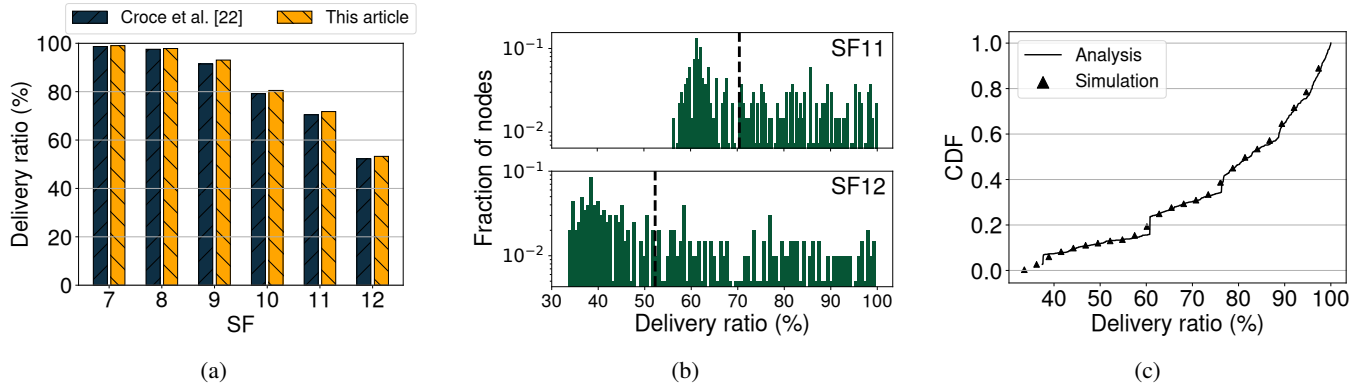 Croce et al. [22]
This article
Delivery ratio (%)
100
80
60
40
20
0
7 8 9 10 11 12
SF
(a)
Fraction of nodes
SF11
10⁻¹
10⁻²
SF12
10⁻¹
10⁻²
30 40 50 60 70 80 90 100
Delivery ratio (%)
(b)
Analysis
Simulation
CDF
1.0
0.8
0.6
0.4
0.2
0.0
40 50 60 70 80 90 100
Delivery ratio (%)
(c)